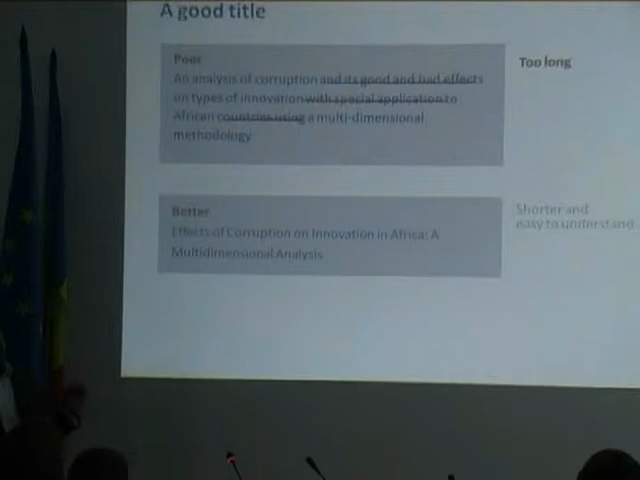 A good title
Poor
Too long
An analysis of corruption and its good and bad effects
on types of innovation with special application to
African countries using a multi-dimensional
methodology
Better
Shorter and
easy to understand
Effects of Corruption on Innovation in Africa: A
Multidimensional Analysis